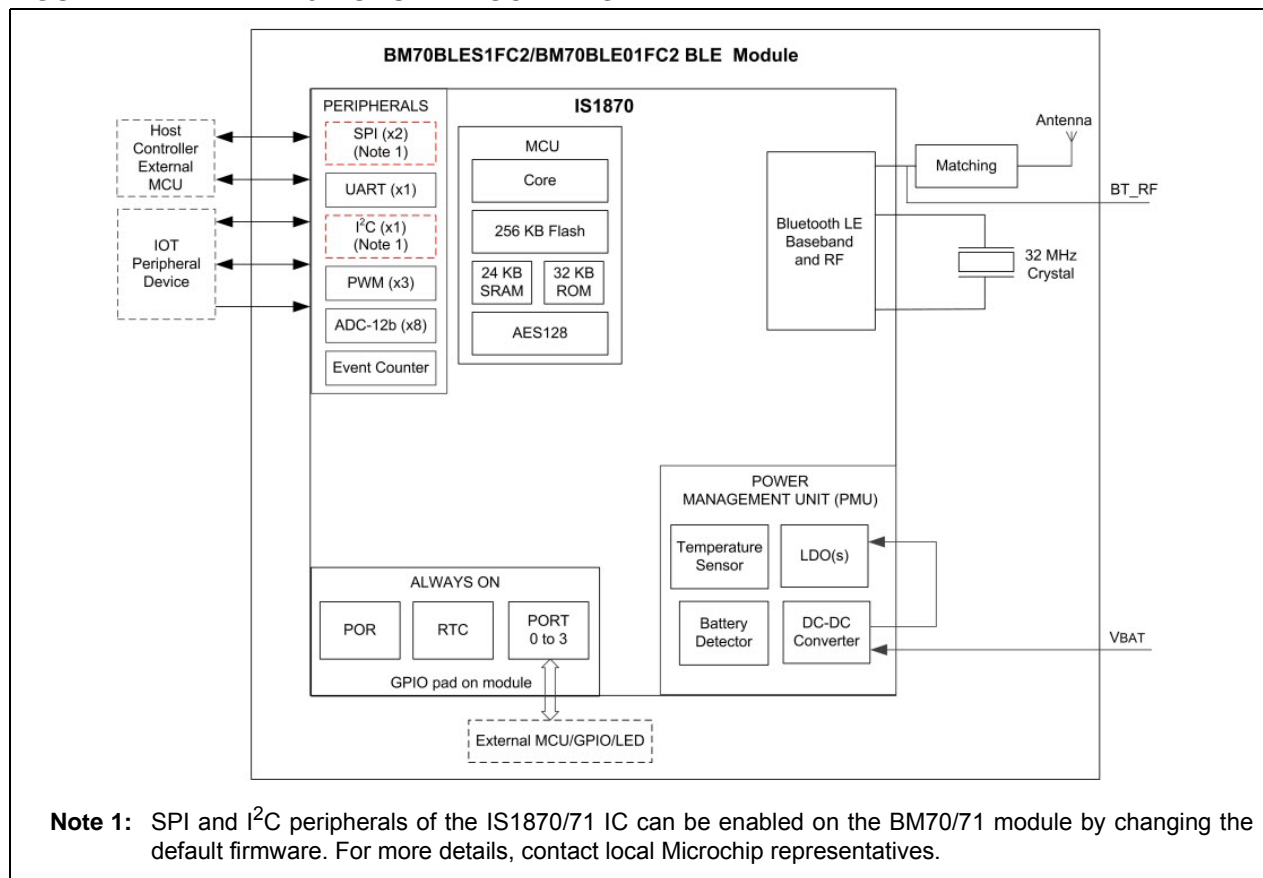 BM70BLES1FC2/BM70BLE01FC2 BLE Module
IS1870
PERIPHERALS
SPI (x2)
(Note 1)
UART (x1)
I²C (x1)
(Note 1)
PWM (x3)
ADC-12b (x8)
Event Counter
Host
Controller
External
MCU
IOT
Peripheral
Device
MCU
Core
256 KB Flash
24 KB
SRAM
32 KB
ROM
AES128
Bluetooth LE
Baseband
and RF
Matching
Antenna
BT_RF
32 MHz
Crystal
POWER
MANAGEMENT UNIT (PMU)
Temperature
Sensor
LDO(s)
Battery
Detector
DC-DC
Converter
VBAT
ALWAYS ON
POR
RTC
PORT
0 to 3
GPIO pad on module
External MCU/GPIO/LED
Note 1: SPI and I²C peripherals of the IS1870/71 IC can be enabled on the BM70/71 module by changing the
default firmware. For more details, contact local Microchip representatives.